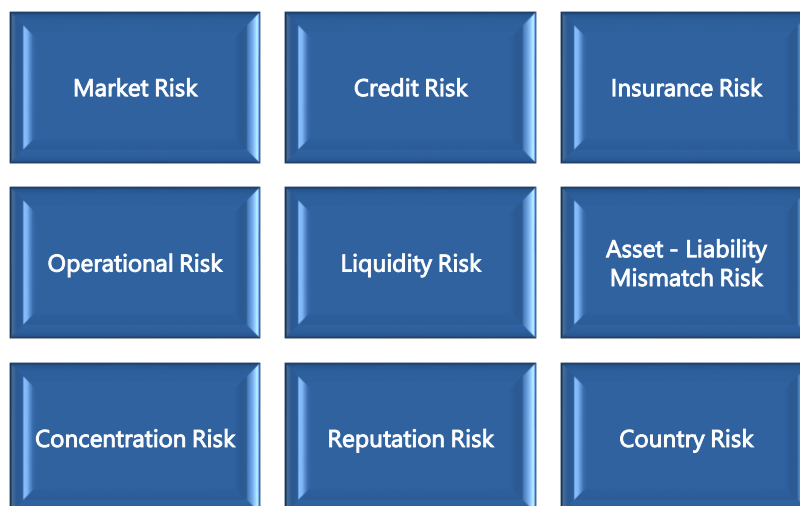 Market Risk
Credit Risk
Insurance Risk
Operational Risk
Liquidity Risk
Asset - Liability
Mismatch Risk
Concentration Risk
Reputation Risk
Country Risk